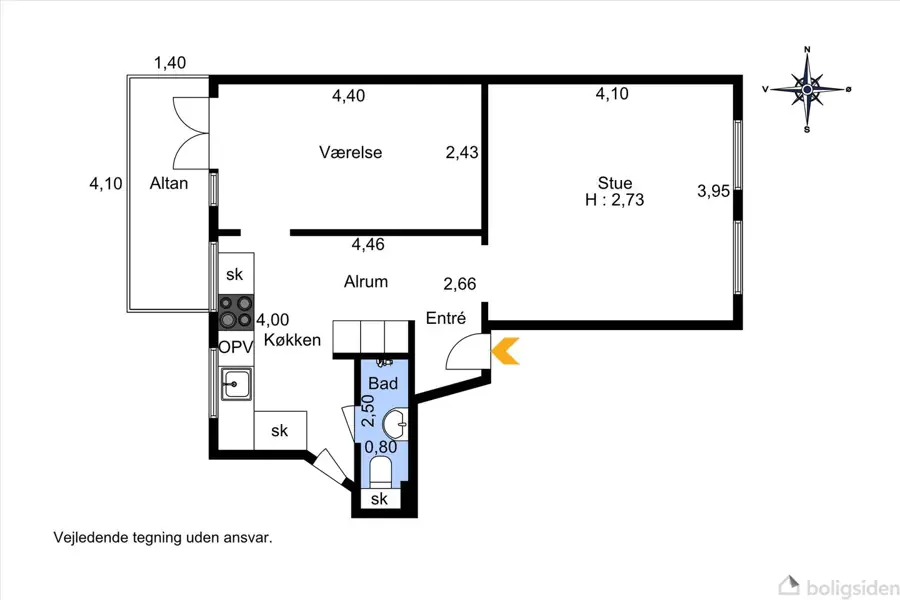 N
V
Ø
S
1,40
4,40
4,10
Værelse
2,43
4,10
Altan
Stue
H : 2,73
3,95
4,46
sk
Alrum
2,66
4,00
Entré
Køkken
OPV
Bad
2,50
sk
0,80
sk
Vejledende tegning uden ansvar.
boligsiden